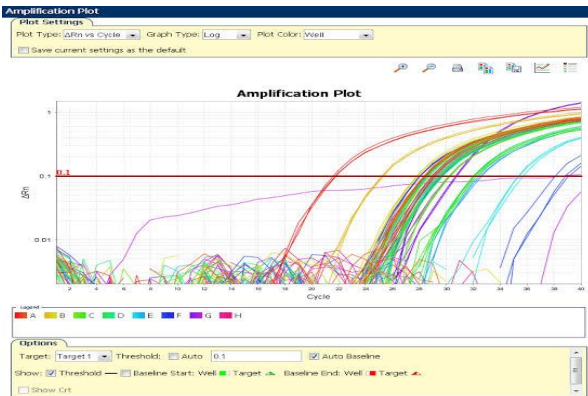 Amplification Plot
Plot Settings
Plot Type: ΔRn vs Cycle Graph Type: Log Plot Color: Well
Save current settings as the default
Amplification Plot
ΔRn
0.1
0.01
0.1
2 4 6 8 10 12 14 16 18 20 22 24 26 28 30 32 34 36 38 40
Cycle
Legend
A B C D E F G H
Options
Target: Target 1 Threshold: Auto 0.1 Auto Baseline
Show: Threshold Baseline Start: Well Target Baseline End: Well Target
Show Crt